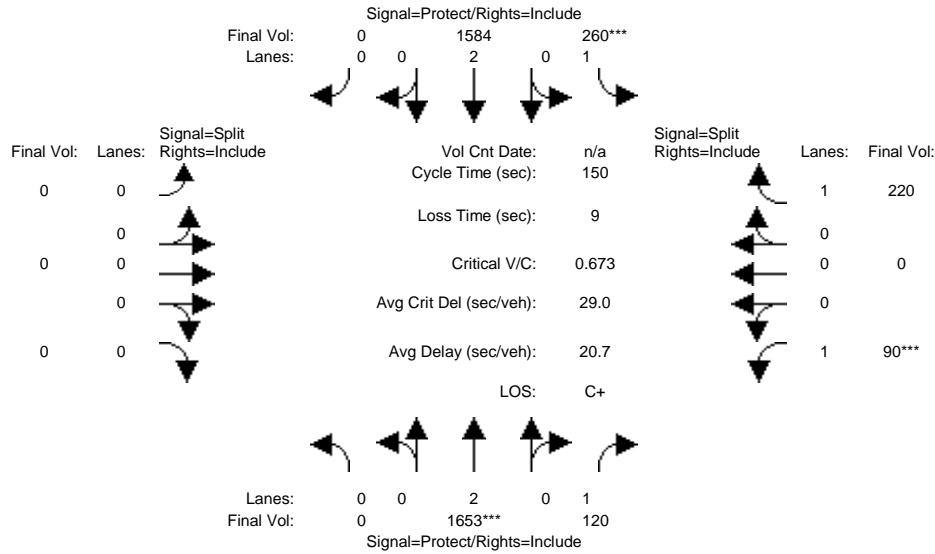 Signal=Protect/Rights=Include
Final Vol: 0 1584 260***
Lanes: 0 0 2 0 1
Signal=Split
Final Vol: Lanes: Rights=Include
Vol Cnt Date: n/a
Signal=Split
Rights=Include Lanes: Final Vol:
Cycle Time (sec): 150
0 0
1 220
Loss Time (sec): 9
0
0
0 0
Critical V/C: 0.673
0 0
0
Avg Crit Del (sec/veh): 29.0
0
0 0
Avg Delay (sec/veh): 20.7
1 90***
LOS: C+
Lanes: 0 0 2 0 1
Final Vol: 0 1653*** 120
Signal=Protect/Rights=Include